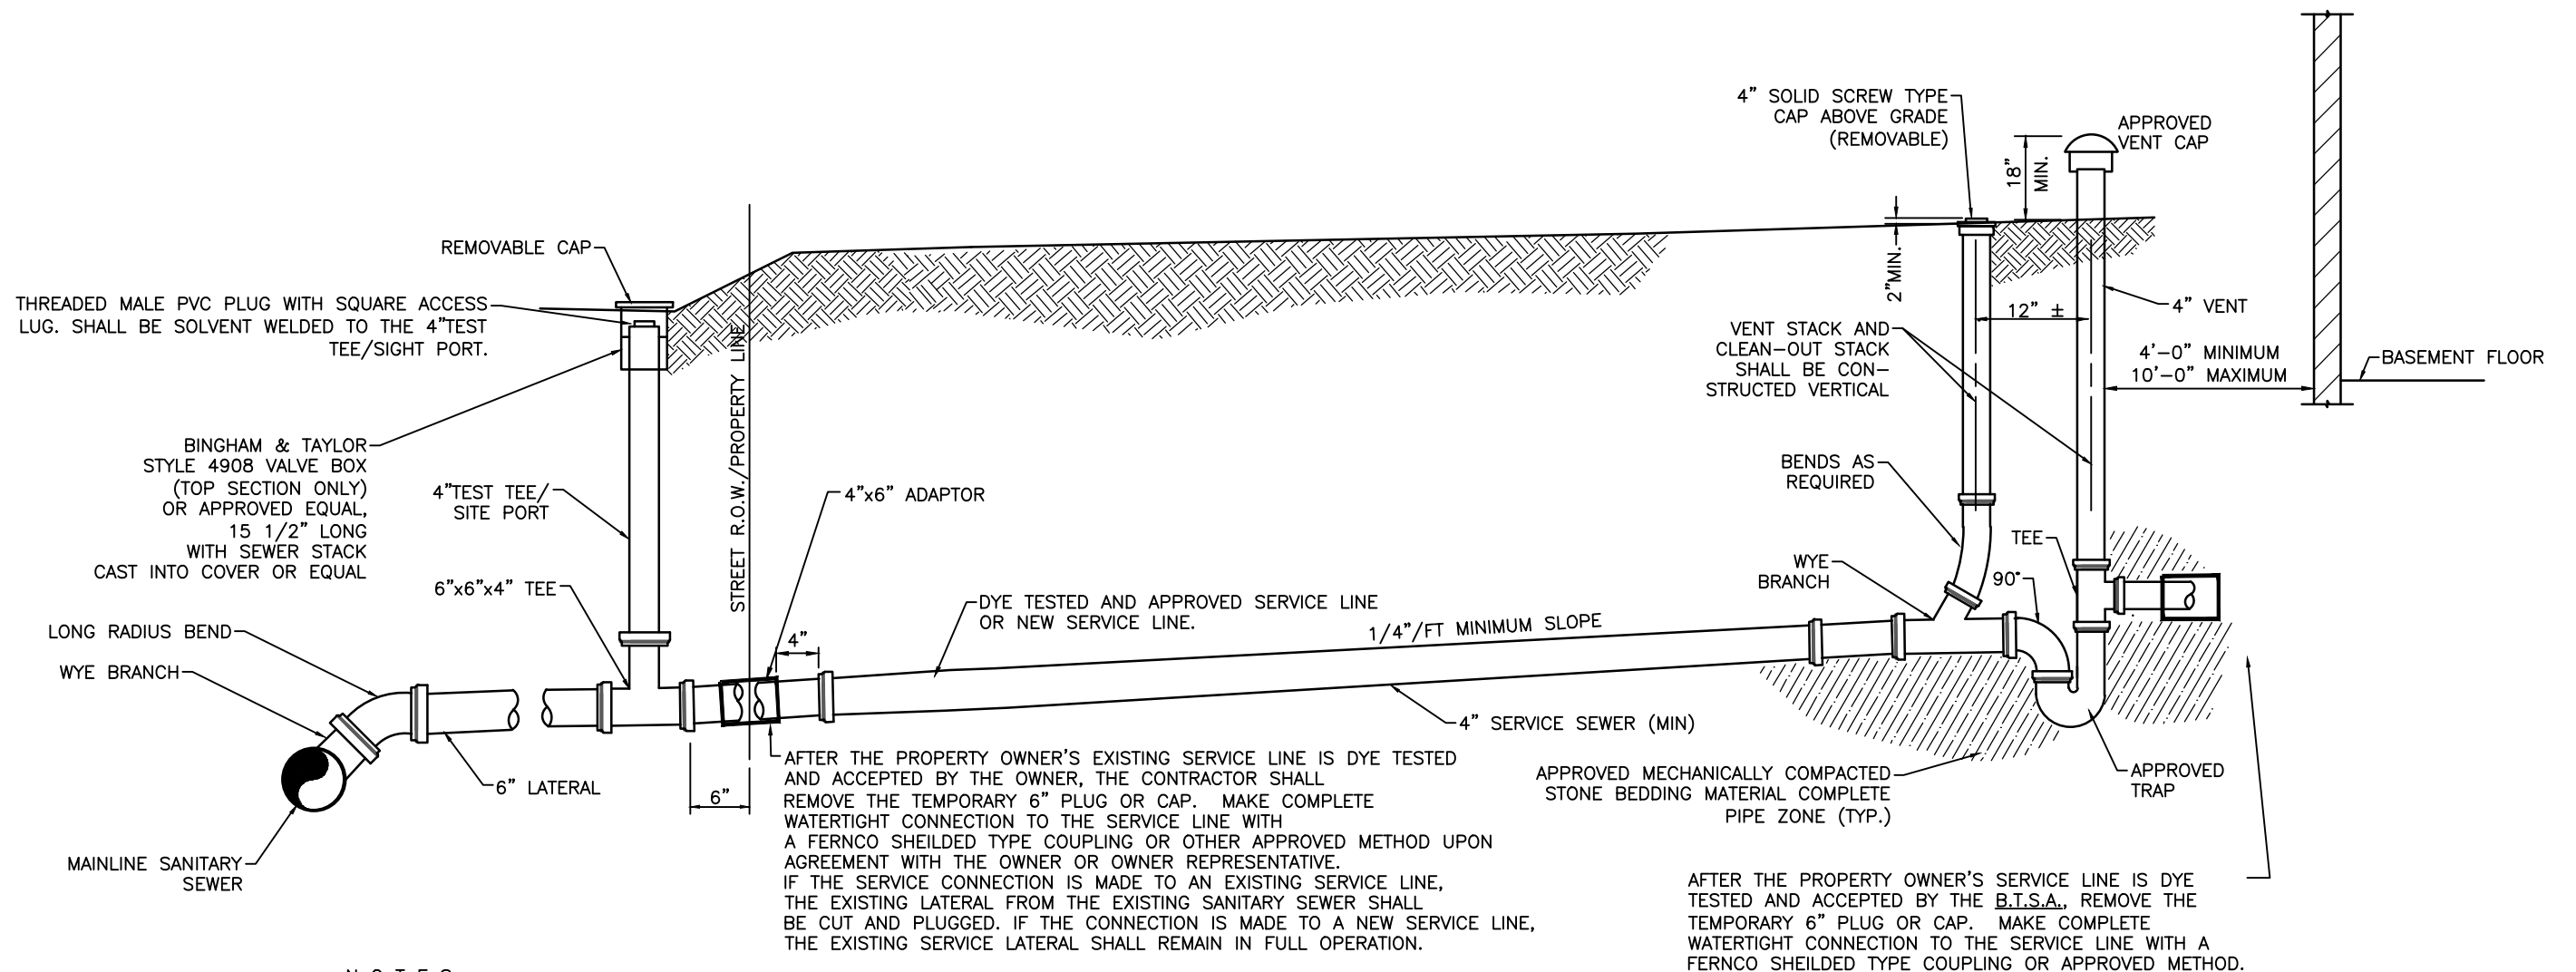 4" SOLID SCREW TYPE
CAP ABOVE GRADE
(REMOVABLE)
APPROVED
VENT CAP
18"
MIN.
REMOVABLE CAP
THREADED MALE PVC PLUG WITH SQUARE ACCESS
LUG. SHALL BE SOLVENT WELDED TO THE 4"TEST
TEE/SIGHT PORT.
2"MIN.
12" ±
4" VENT
VENT STACK AND
CLEAN-OUT STACK
SHALL BE CON-
STRUCTED VERTICAL
4'-0" MINIMUM
10'-0" MAXIMUM
BASEMENT FLOOR
BINGHAM & TAYLOR
STYLE 4908 VALVE BOX
(TOP SECTION ONLY)
OR APPROVED EQUAL,
15 1/2" LONG
WITH SEWER STACK
CAST INTO COVER OR EQUAL
4"TEST TEE/
SITE PORT
STREET R.O.W./PROPERTY LINE
4"x6" ADAPTOR
BENDS AS
REQUIRED
TEE
WYE
BRANCH
90°
6"x6"x4" TEE
DYE TESTED AND APPROVED SERVICE LINE
OR NEW SERVICE LINE.
1/4"/FT MINIMUM SLOPE
4"
LONG RADIUS BEND
WYE BRANCH
4" SERVICE SEWER (MIN)
6" LATERAL
6"
MAINLINE SANITARY
SEWER
AFTER THE PROPERTY OWNER'S EXISTING SERVICE LINE IS DYE TESTED
AND ACCEPTED BY THE OWNER, THE CONTRACTOR SHALL
REMOVE THE TEMPORARY 6" PLUG OR CAP. MAKE COMPLETE
WATERTIGHT CONNECTION TO THE SERVICE LINE WITH
A FERNCO SHEILDED TYPE COUPLING OR OTHER APPROVED METHOD UPON
AGREEMENT WITH THE OWNER OR OWNER REPRESENTATIVE.
IF THE SERVICE CONNECTION IS MADE TO AN EXISTING SERVICE LINE,
THE EXISTING LATERAL FROM THE EXISTING SANITARY SEWER SHALL
BE CUT AND PLUGGED. IF THE CONNECTION IS MADE TO A NEW SERVICE LINE,
THE EXISTING SERVICE LATERAL SHALL REMAIN IN FULL OPERATION.
APPROVED MECHANICALLY COMPACTED
STONE BEDDING MATERIAL COMPLETE
PIPE ZONE (TYP.)
APPROVED
TRAP
AFTER THE PROPERTY OWNER'S SERVICE LINE IS DYE
TESTED AND ACCEPTED BY THE B.T.S.A., REMOVE THE
TEMPORARY 6" PLUG OR CAP. MAKE COMPLETE
WATERTIGHT CONNECTION TO THE SERVICE LINE WITH A
FERNCO SHEILDED TYPE COUPLING OR APPROVED METHOD.